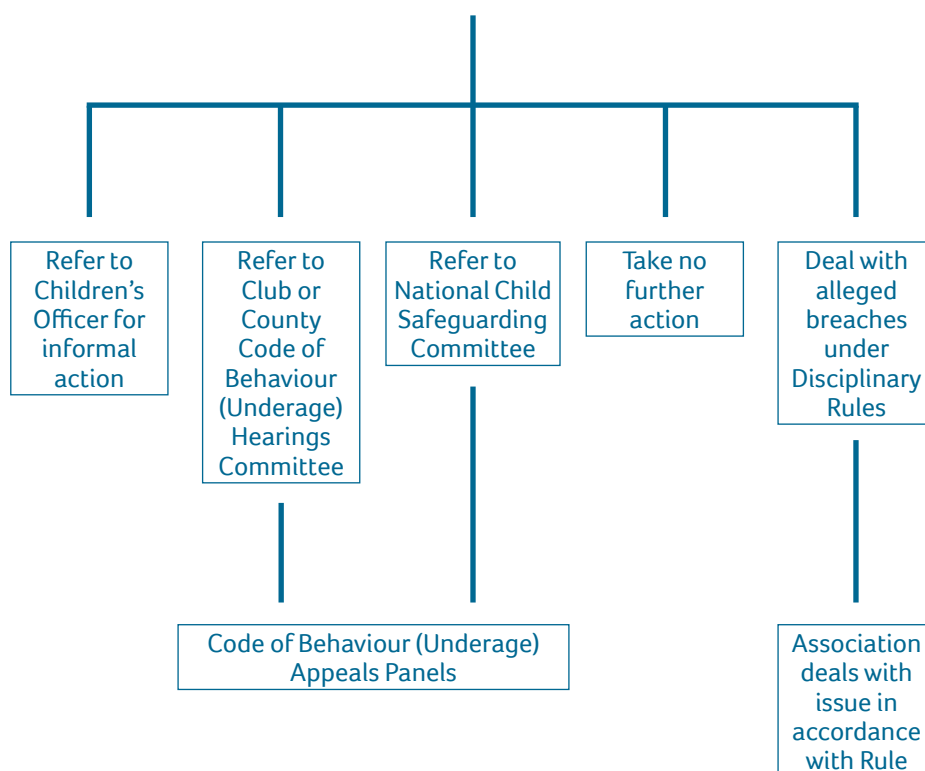 Refer to
Children’s
Officer for
informal
action
Refer to
Club or
County
Code of
Behaviour
(Underage)
Hearings
Committee
Refer to
National Child
Safeguarding
Committee
Take no
further
action
Deal with
alleged
breaches
under
Disciplinary
Rules
Code of Behaviour (Underage)
Appeals Panels
Association
deals with
issue in
accordance
with Rule